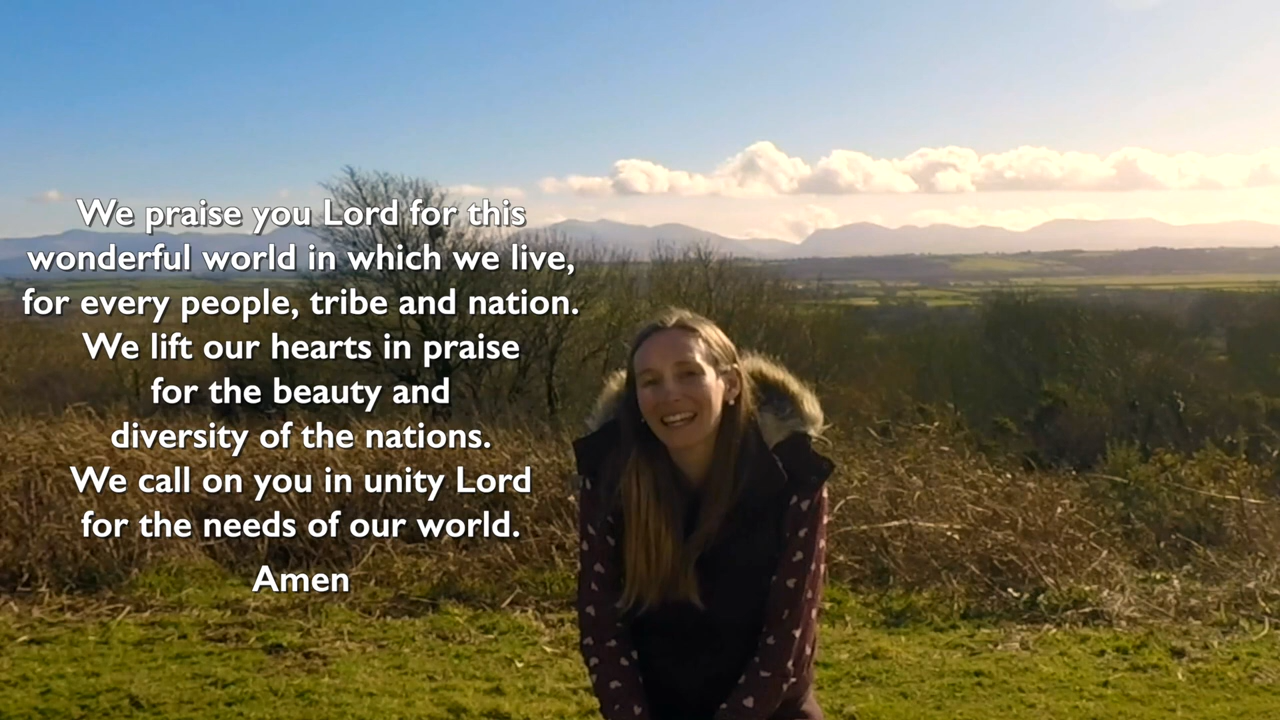 We praise you Lord for this
wonderful world in which we live,
for every people, tribe and nation.
We lift our hearts in praise
for the beauty and
diversity of the nations.
We call on you in unity Lord
for the needs of our world.
Amen